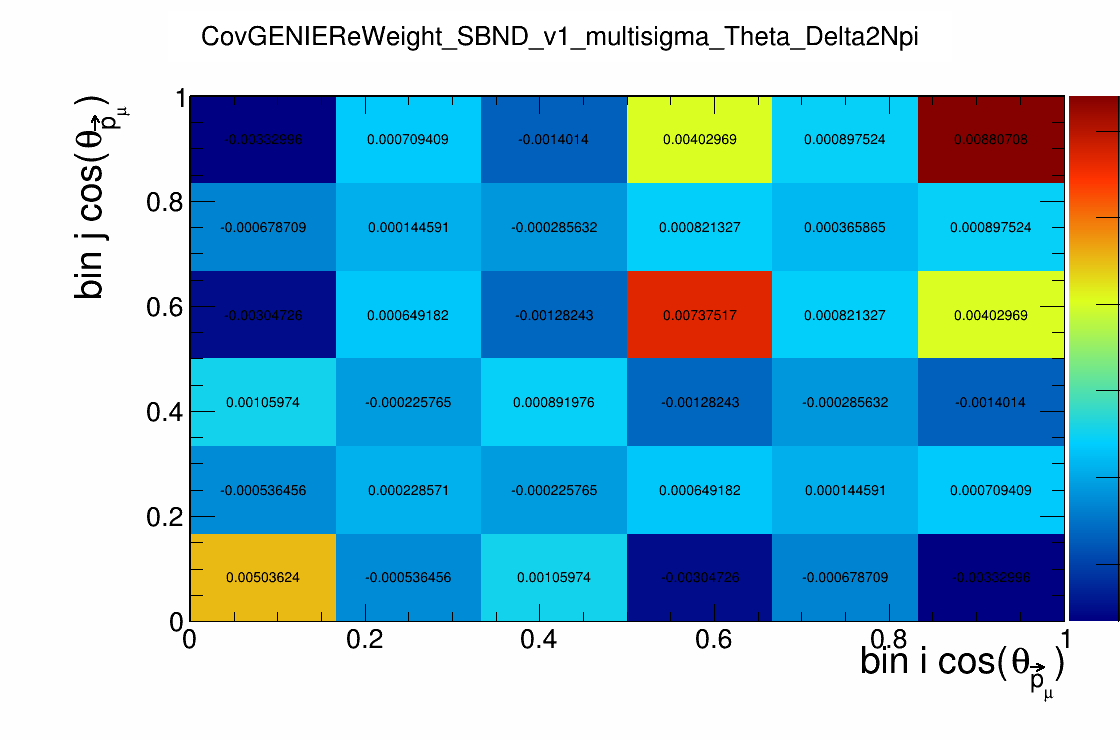 CovGENIEReWeight_SBND_v1_multisigma_Theta_Delta2Npi
bin j cos(θp⃗μ)
1
-0.00332996 0.000709409 -0.0014014 0.00402969 0.000897524 0.00880708
0.8
-0.000678709 0.000144591 -0.000285632 0.000821327 0.000365865 0.000897524
0.6
-0.00304726 0.000649182 -0.00128243 0.00737517 0.000821327 0.00402969
0.4
0.00105974 -0.000225765 0.000891976 -0.00128243 -0.000285632 -0.0014014
-0.000536456 0.000228571 -0.000225765 0.000649182 0.000144591 0.000709409
0.2
0.00503624 -0.000536456 0.00105974 -0.00304726 -0.000678709 -0.00332996
0
0 0.2 0.4 0.6 0.8 1
bin i cos(θp⃗μ)